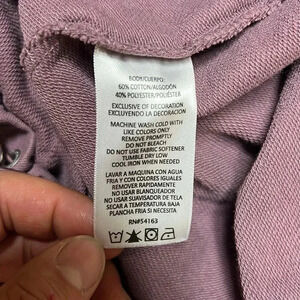 BODY/CUERPO:
60% COTTON/ALGODÓN
40% POLYESTER/POLIÉSTER
EXCLUSIVE OF DECORATION
EXCLUYENDO LA DECORACION
MACHINE WASH COLD WITH
LIKE COLORS ONLY
REMOVE PROMPTLY
DO NOT BLEACH
DO NOT USE FABRIC SOFTENER
TUMBLE DRY LOW
COOL IRON WHEN NEEDED
LAVAR A MAQUINA CON AGUA
FRIA Y CON COLORES IGUALES
REMOVER RAPIDAMENTE
NO USAR BLANQUEADOR
NO USAR SUAVISADOR DE TELA
SECAR A TEMPERATURA BAJA
PLANCHA FRIA SI NECESITA
RN#54163